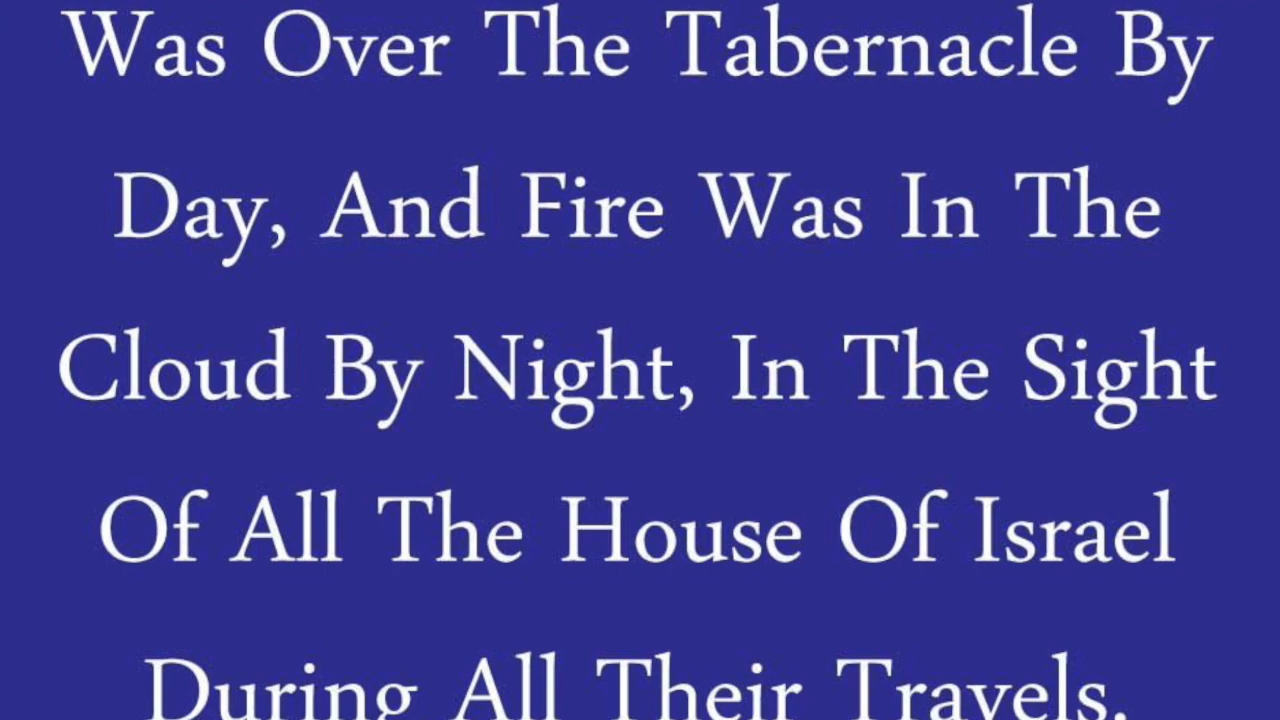 Was Over The Tabernacle By
Day, And Fire Was In The
Cloud By Night, In The Sight
Of All The House Of Israel
During All Their Travels.